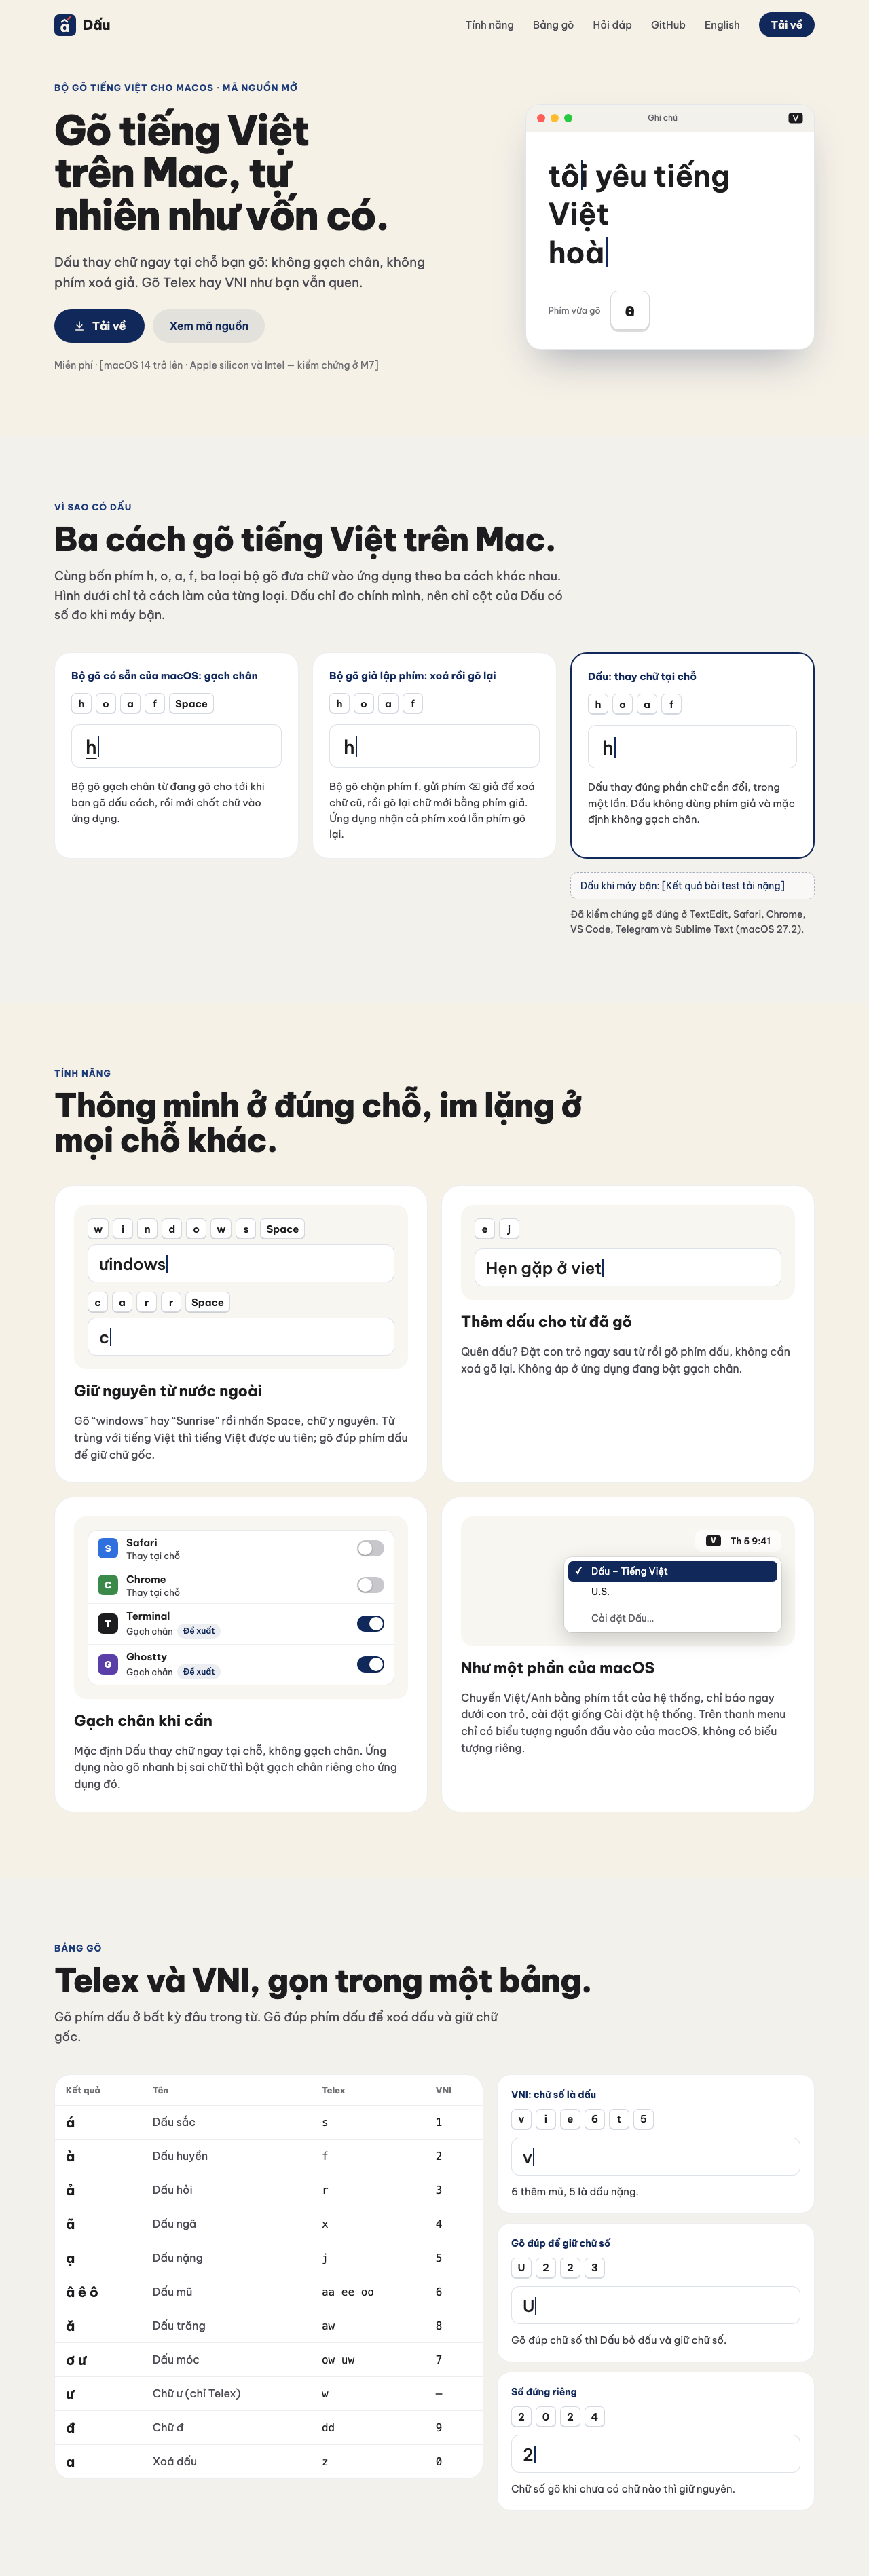 Dấu
Tính năng
Bảng gõ
Hỏi đáp
GitHub
English
Tải về
BỘ GÕ TIẾNG VIỆT CHO MACOS · MÃ NGUỒN MỞ
Gõ tiếng Việt
trên Mac, tự
nhiên như vốn có.
Dấu thay chữ ngay tại chỗ bạn gõ: không gạch chân, không
phím xoá giả. Gõ Telex hay VNI như bạn vẫn quen.
Tải về
Xem mã nguồn
Miễn phí · [macOS 14 trở lên · Apple silicon và Intel — kiểm chứng ở M7]
Ghi chú
V
tôi yêu tiếng
Việt
hoà
Phím vừa gõ
VÌ SAO CÓ DẤU
Ba cách gõ tiếng Việt trên Mac.
Cùng bốn phím h, o, a, f, ba loại bộ gõ đưa chữ vào ứng dụng theo ba cách khác nhau.
Hình dưới chỉ tả cách làm của từng loại. Dấu chỉ đo chính mình, nên chỉ cột của Dấu có
số đo khi máy bận.
Bộ gõ có sẵn của macOS: gạch chân
h o a f Space
h
Bộ gõ gạch chân từ đang gõ cho tới khi
bạn gõ dấu cách, rồi mới chốt chữ vào
ứng dụng.
Bộ gõ giả lập phím: xoá rồi gõ lại
h o a f
h
Bộ gõ chặn phím f, gửi phím ⌫ giả để xoá
chữ cũ, rồi gõ lại chữ mới bằng phím giả.
Ứng dụng nhận cả phím xoá lẫn phím gõ
lại.
Dấu: thay chữ tại chỗ
h o a f
h
Dấu thay đúng phần chữ cần đổi, trong
một lần. Dấu không dùng phím giả và mặc
định không gạch chân.
Dấu khi máy bận: [Kết quả bài test tải nặng]
Đã kiểm chứng gõ đúng ở TextEdit, Safari, Chrome,
VS Code, Telegram và Sublime Text (macOS 27.2).
TÍNH NĂNG
Thông minh ở đúng chỗ, im lặng ở
mọi chỗ khác.
w i n d o w s Space
ưindows
c a r r Space
c
Giữ nguyên từ nước ngoài
Gõ “windows” hay “Sunrise” rồi nhấn Space, chữ y nguyên. Từ
trùng với tiếng Việt thì tiếng Việt được ưu tiên; gõ đúp phím dấu
để giữ chữ gốc.
e j
Hẹn gặp ở viet
Thêm dấu cho từ đã gõ
Quên dấu? Đặt con trỏ ngay sau từ rồi gõ phím dấu, không cần
xoá gõ lại. Không áp ở ứng dụng đang bật gạch chân.
S
Safari
Thay tại chỗ
C
Chrome
Thay tại chỗ
T
Terminal
Gạch chân Đề xuất
G
Ghostty
Gạch chân Đề xuất
Gạch chân khi cần
Mặc định Dấu thay chữ ngay tại chỗ, không gạch chân. Ứng
dụng nào gõ nhanh bị sai chữ thì bật gạch chân riêng cho ứng
dụng đó.
V Th 5 9:41
✓ Dấu – Tiếng Việt
U.S.
Cài đặt Dấu...
Như một phần của macOS
Chuyển Việt/Anh bằng phím tắt của hệ thống, chỉ báo ngay
dưới con trỏ, cài đặt giống Cài đặt hệ thống. Trên thanh menu
chỉ có biểu tượng nguồn đầu vào của macOS, không có biểu
tượng riêng.
BẢNG GÕ
Telex và VNI, gọn trong một bảng.
Gõ phím dấu ở bất kỳ đâu trong từ. Gõ đúp phím dấu để xoá dấu và giữ chữ
gốc.
Kết quả Tên Telex VNI
á Dấu sắc s 1
à Dấu huyền f 2
ả Dấu hỏi r 3
ã Dấu ngã x 4
ạ Dấu nặng j 5
â ê ô Dấu mũ aa ee oo 6
ă Dấu trăng aw 8
ơ ư Dấu móc ow uw 7
ư Chữ ư (chỉ Telex) w —
đ Chữ đ dd 9
a Xoá dấu z 0
VNI: chữ số là dấu
v i e 6 t 5
v
6 thêm mũ, 5 là dấu nặng.
Gõ đúp để giữ chữ số
U 2 2 3
U
Gõ đúp chữ số thì Dấu bỏ dấu và giữ chữ số.
Số đứng riêng
2 0 2 4
2
Chữ số gõ khi chưa có chữ nào thì giữ nguyên.